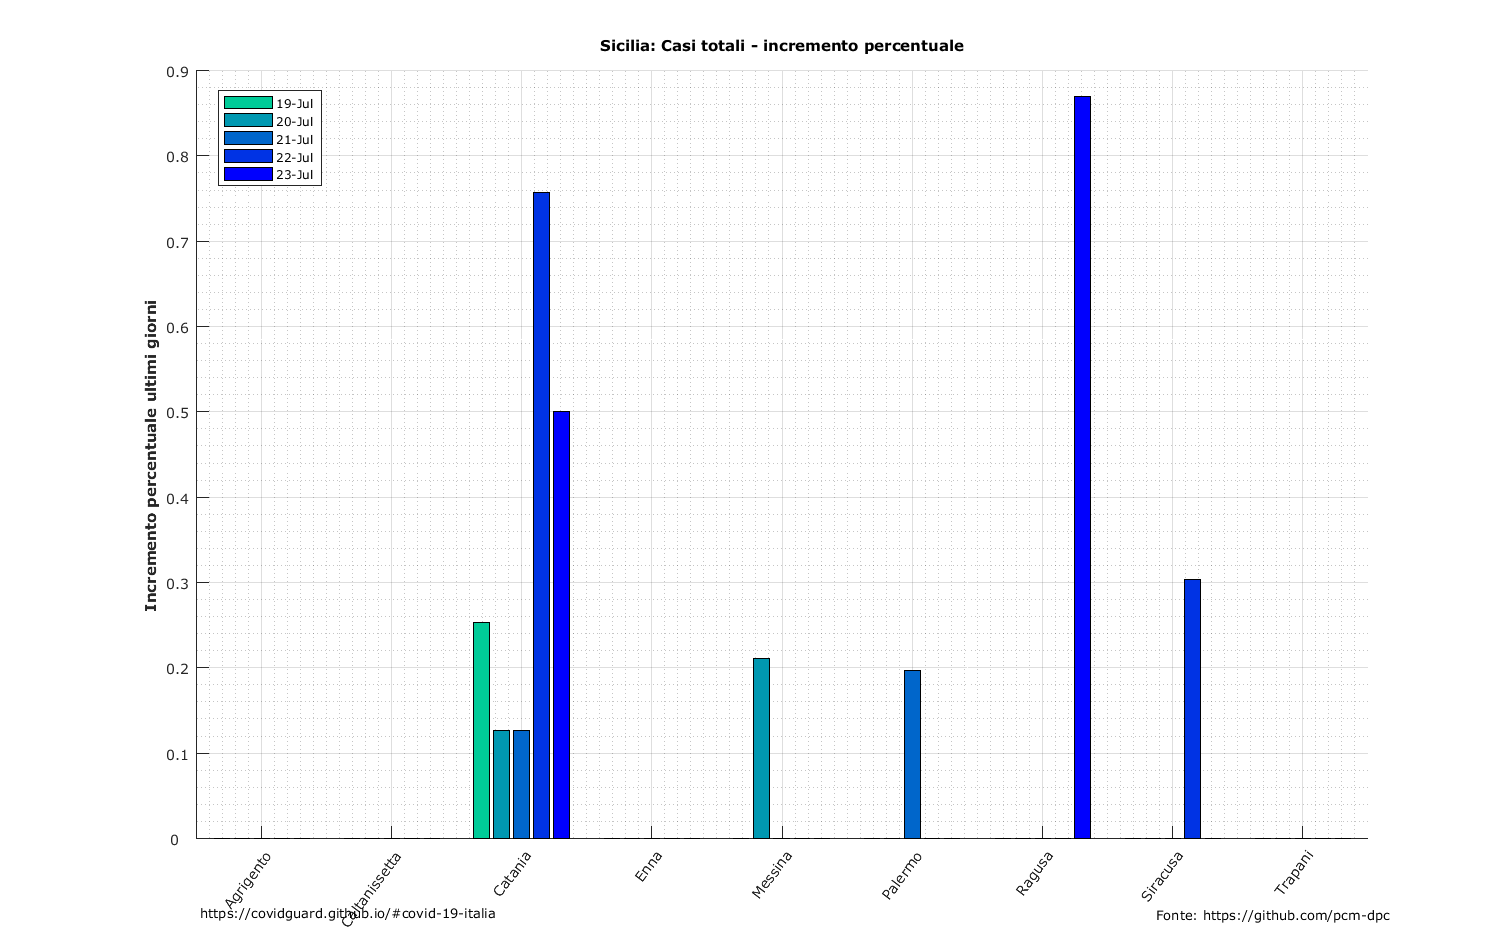 Sicilia: Casi totali - incremento percentuale
Incremento percentuale ultimi giorni
0.9
0.8
0.7
0.6
0.5
0.4
0.3
0.2
0.1
0
19-Jul
20-Jul
21-Jul
22-Jul
23-Jul
Agrigento
Caltanissetta
Catania
Enna
Messina
Palermo
Ragusa
Siracusa
Trapani
https://covidguard.github.io/#covid-19-italia
Fonte: https://github.com/pcm-dpc